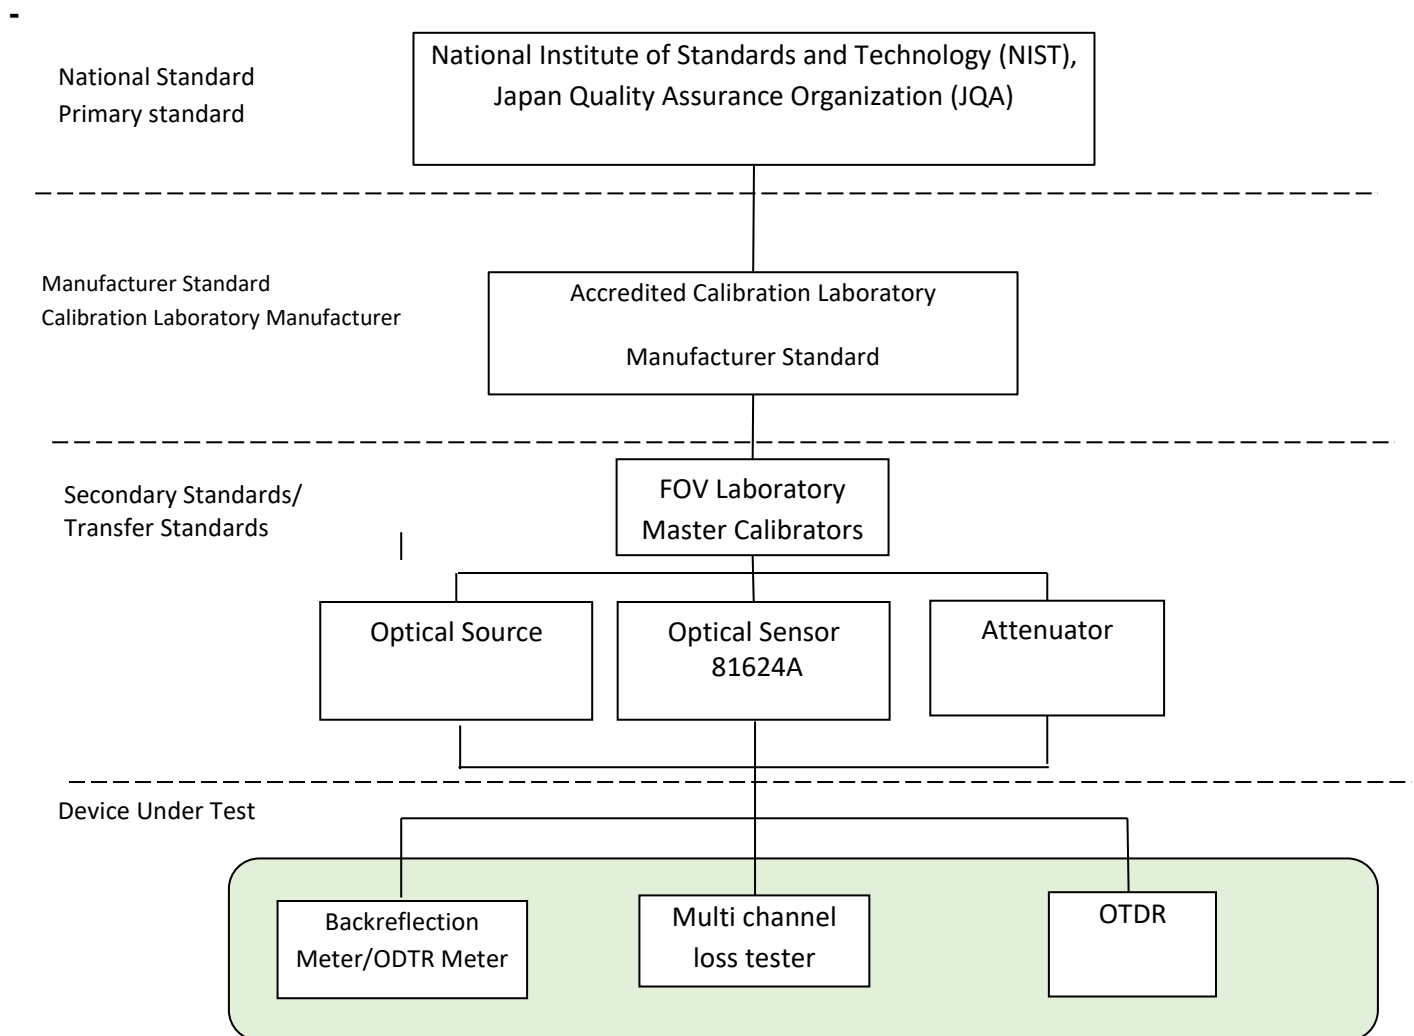 -
National Institute of Standards and Technology (NIST),
Japan Quality Assurance Organization (JQA)
National Standard
Primary standard
Manufacturer Standard
Calibration Laboratory Manufacturer
Accredited Calibration Laboratory
Manufacturer Standard
Secondary Standards/
Transfer Standards
FOV Laboratory
Master Calibrators
Optical Source
Optical Sensor
81624A
Attenuator
Device Under Test
Backreflection
Meter/ODTR Meter
Multi channel
loss tester
OTDR